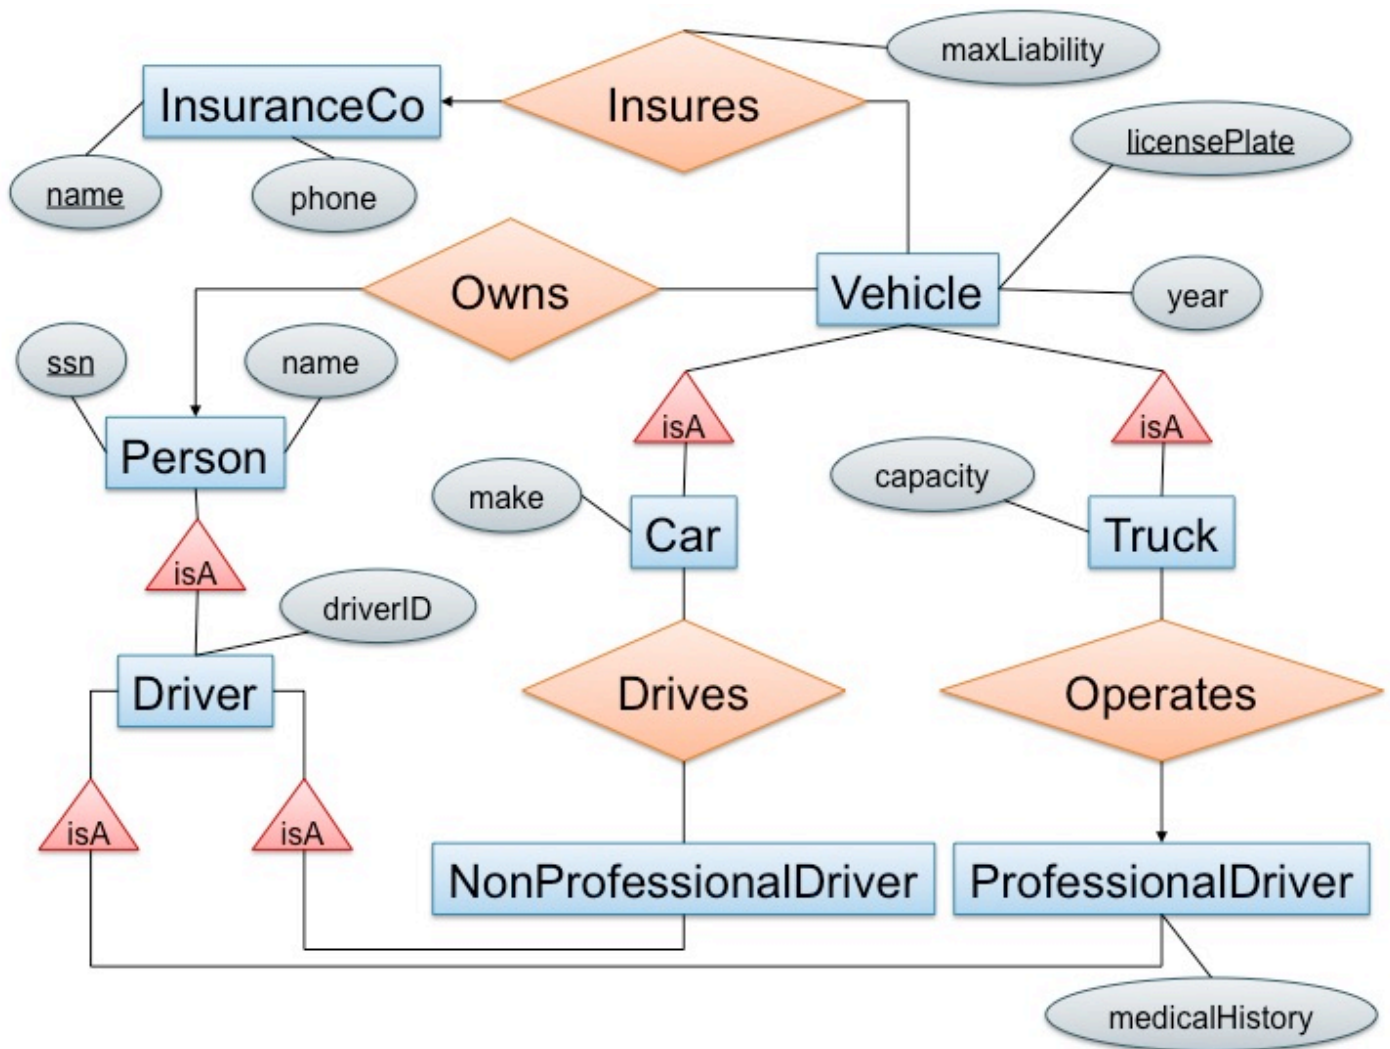 maxLiability
InsuranceCo
Insures
licensePlate
name
phone
Owns
Vehicle
year
ssn
name
isA
isA
Person
make
capacity
Car
Truck
isA
driverID
Driver
Drives
Operates
isA
isA
NonProfessionalDriver
ProfessionalDriver
medicalHistory